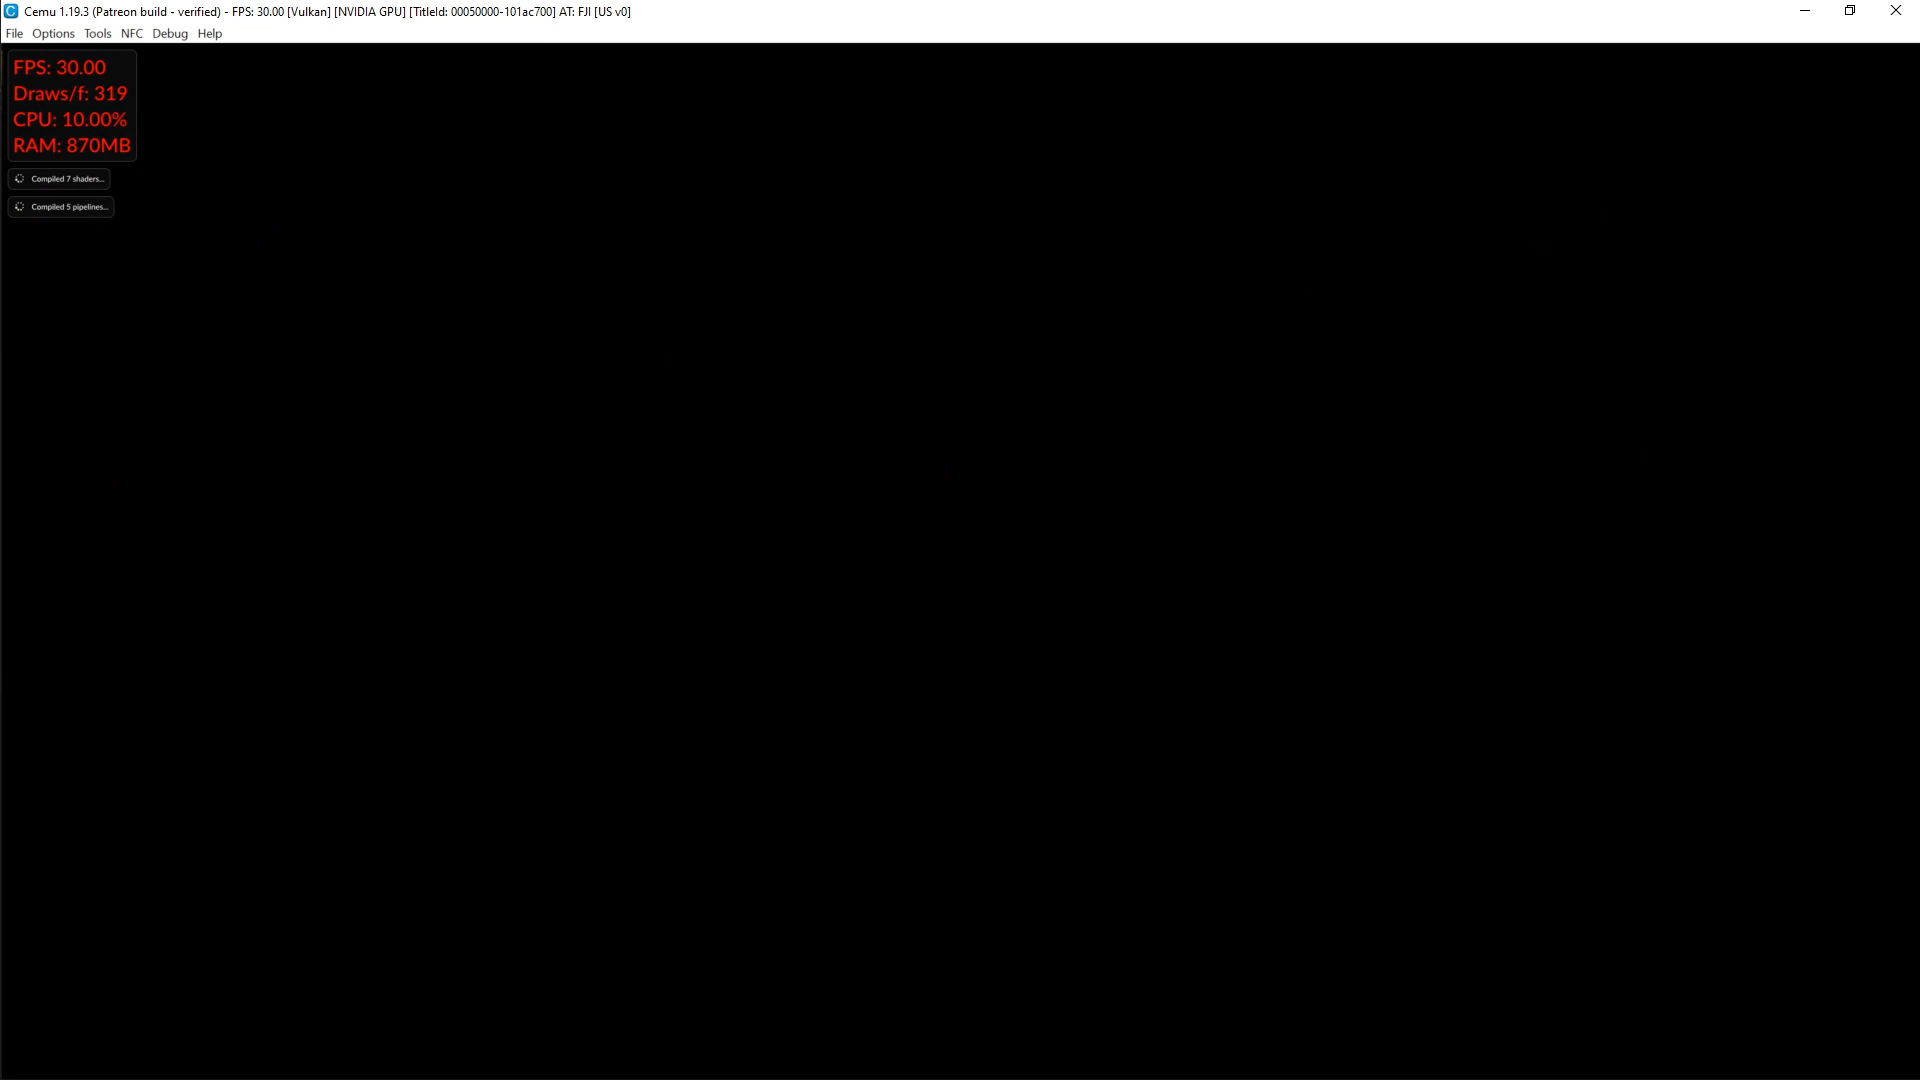 Cemu 1.19.3 (Patreon build - verified) - FPS: 30.00 [Vulkan] [NVIDIA GPU] [TitleId: 00050000-101ac700] AT: FJI [US v0]
File Options Tools NFC Debug Help
FPS: 30.00
Draws/f: 319
CPU: 10.00%
RAM: 870MB
Compiled 7 shaders...
Compiled 5 pipelines...